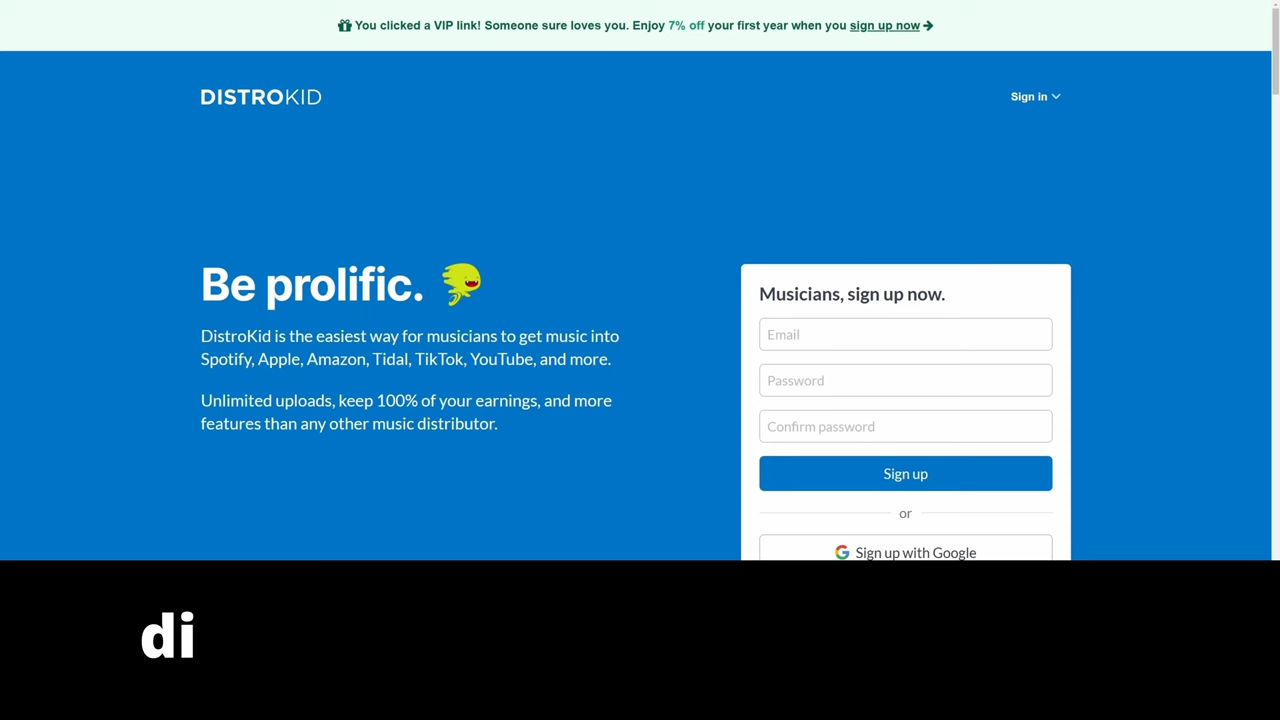 You clicked a VIP link! Someone sure loves you. Enjoy 7% off your first year when you sign up now
DISTROKID
Sign in
Be prolific.
DistroKid is the easiest way for musicians to get music into
Spotify, Apple, Amazon, Tidal, TikTok, YouTube, and more.
Unlimited uploads, keep 100% of your earnings, and more
features than any other music distributor.
Musicians, sign up now.
Email
Password
Confirm password
Sign up
or
Sign up with Google
di